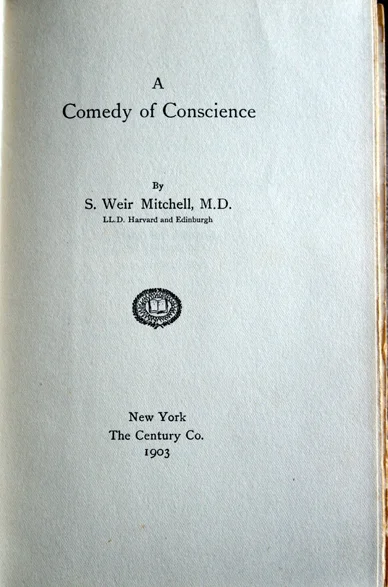 A
Comedy of Conscience
By
S. Weir Mitchell, M.D.
LL.D. Harvard and Edinburgh
New York
The Century Co.
1903